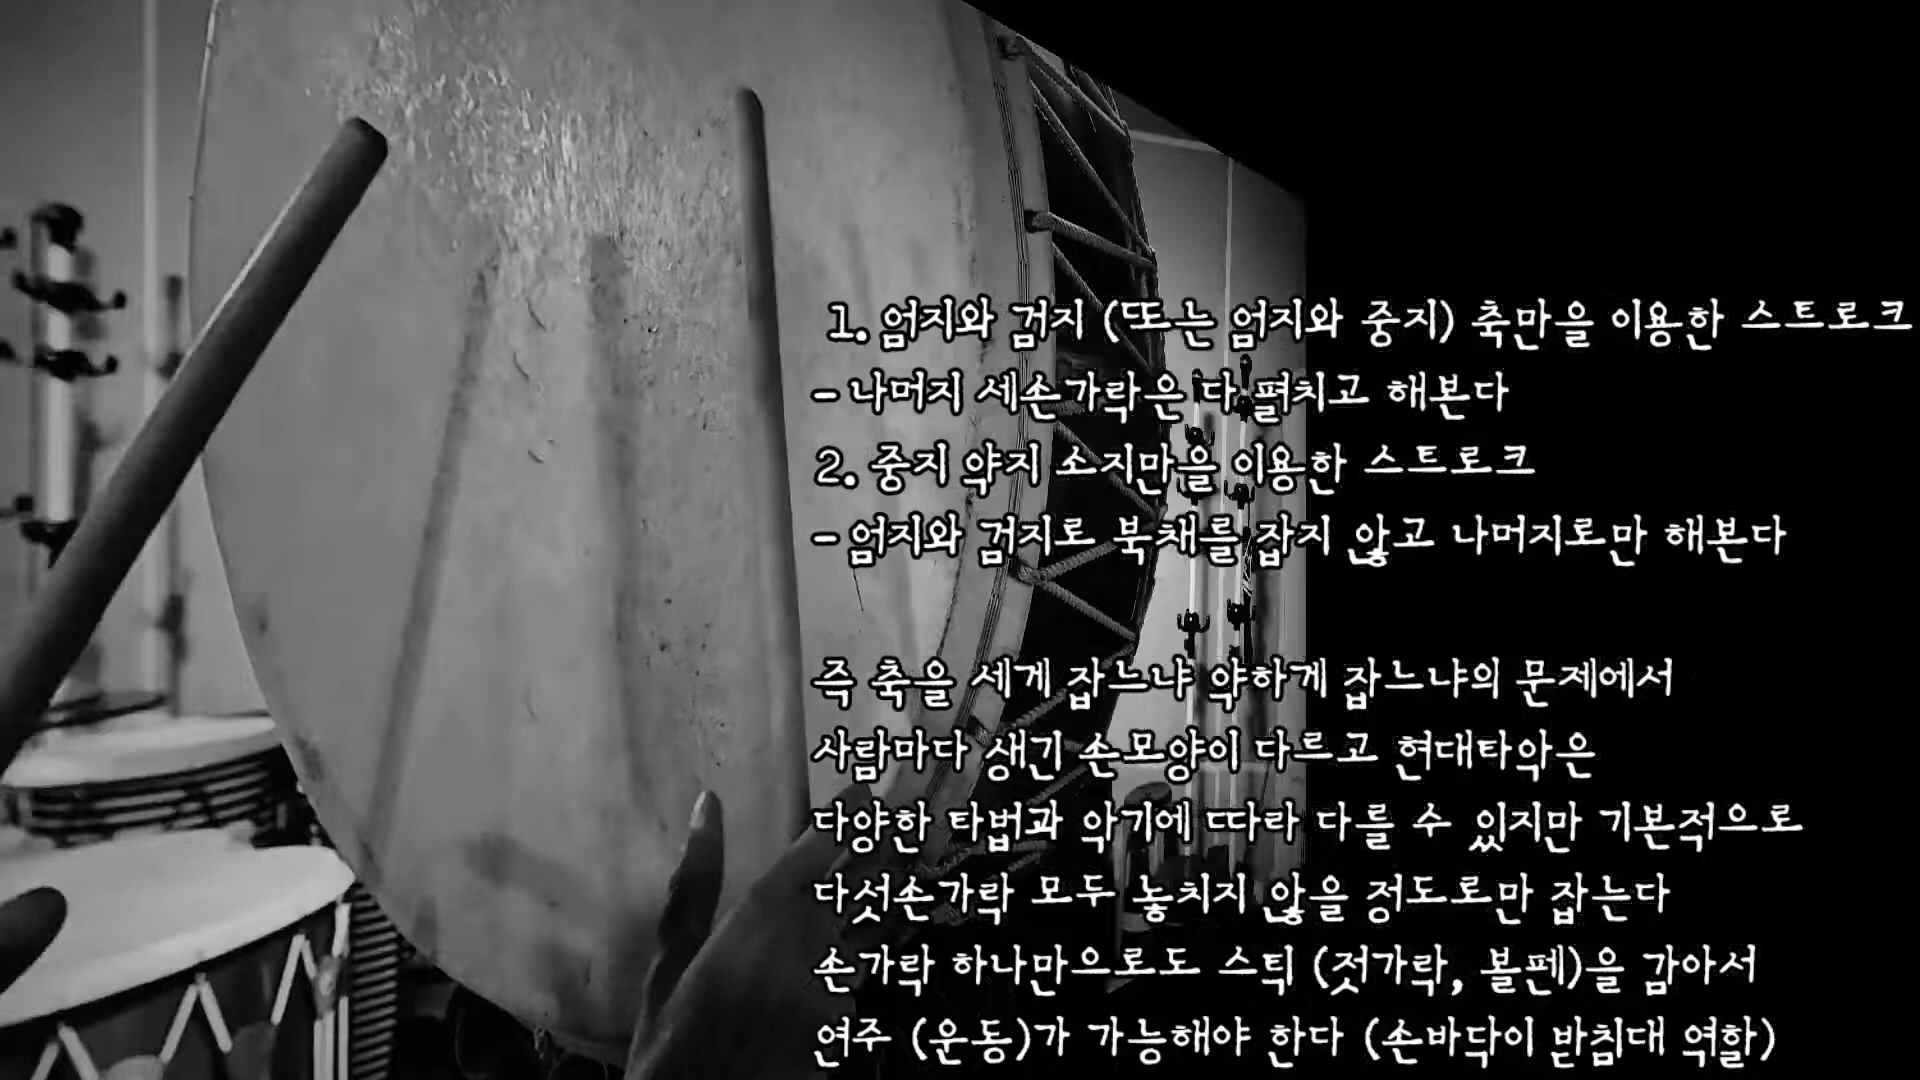 1. 엄지와 검지 (또는 엄지와 중지) 축만을 이용한 스트로크
- 나머지 세손가락은 다 펼치고 해본다
2. 중지 약지 소지만을 이용한 스트로크
- 엄지와 검지로 북채를 잡지 않고 나머지로만 해본다
즉 축을 세게 잡느냐 약하게 잡느냐의 문제에서
사람마다 생긴 손모양이 다르고 현대타악은
다양한 타법과 악기에 따라 다를 수 있지만 기본적으로
다섯손가락 모두 놓치지 않을 정도로만 잡는다
손가락 하나만으로도 스틱 (젓가락, 볼펜)을 감아서
연주 (운동)가 가능해야 한다 (손바닥이 받침대 역할)